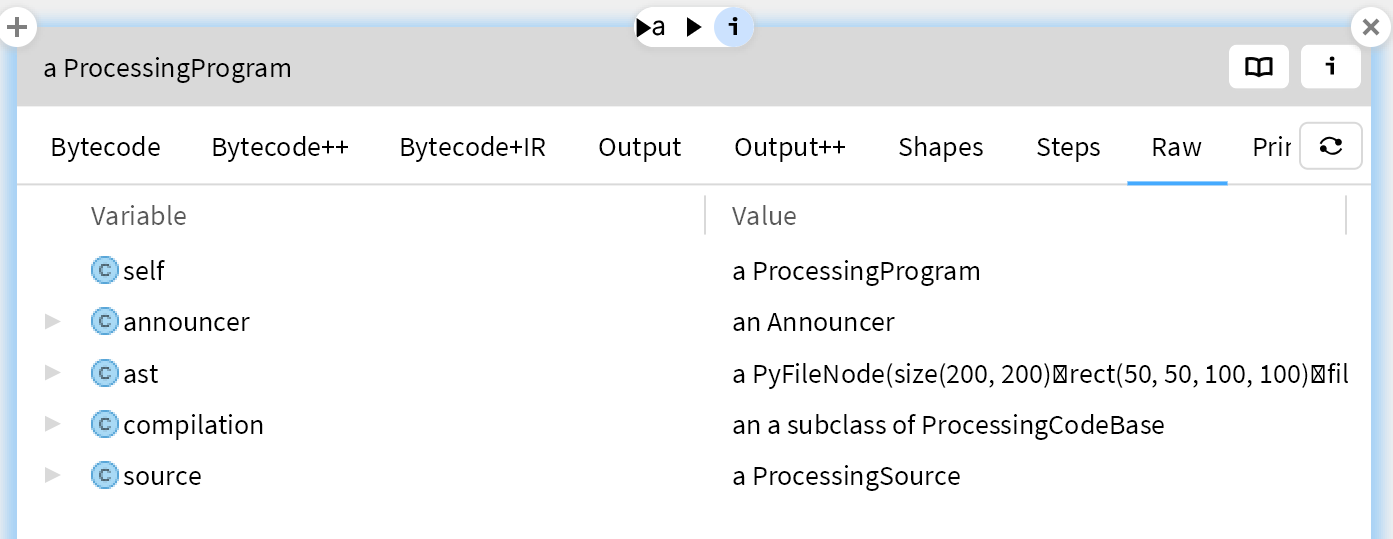 ▶a ▶ i
a ProcessingProgram
Bytecode Bytecode++ Bytecode+IR Output Output++ Shapes Steps Raw
Variable Value
C self a ProcessingProgram
C announcer an Announcer
C ast a PyFileNode(size(200, 200)rect(50, 50, 100, 100)fil
C compilation an a subclass of ProcessingCodeBase
C source a ProcessingSource